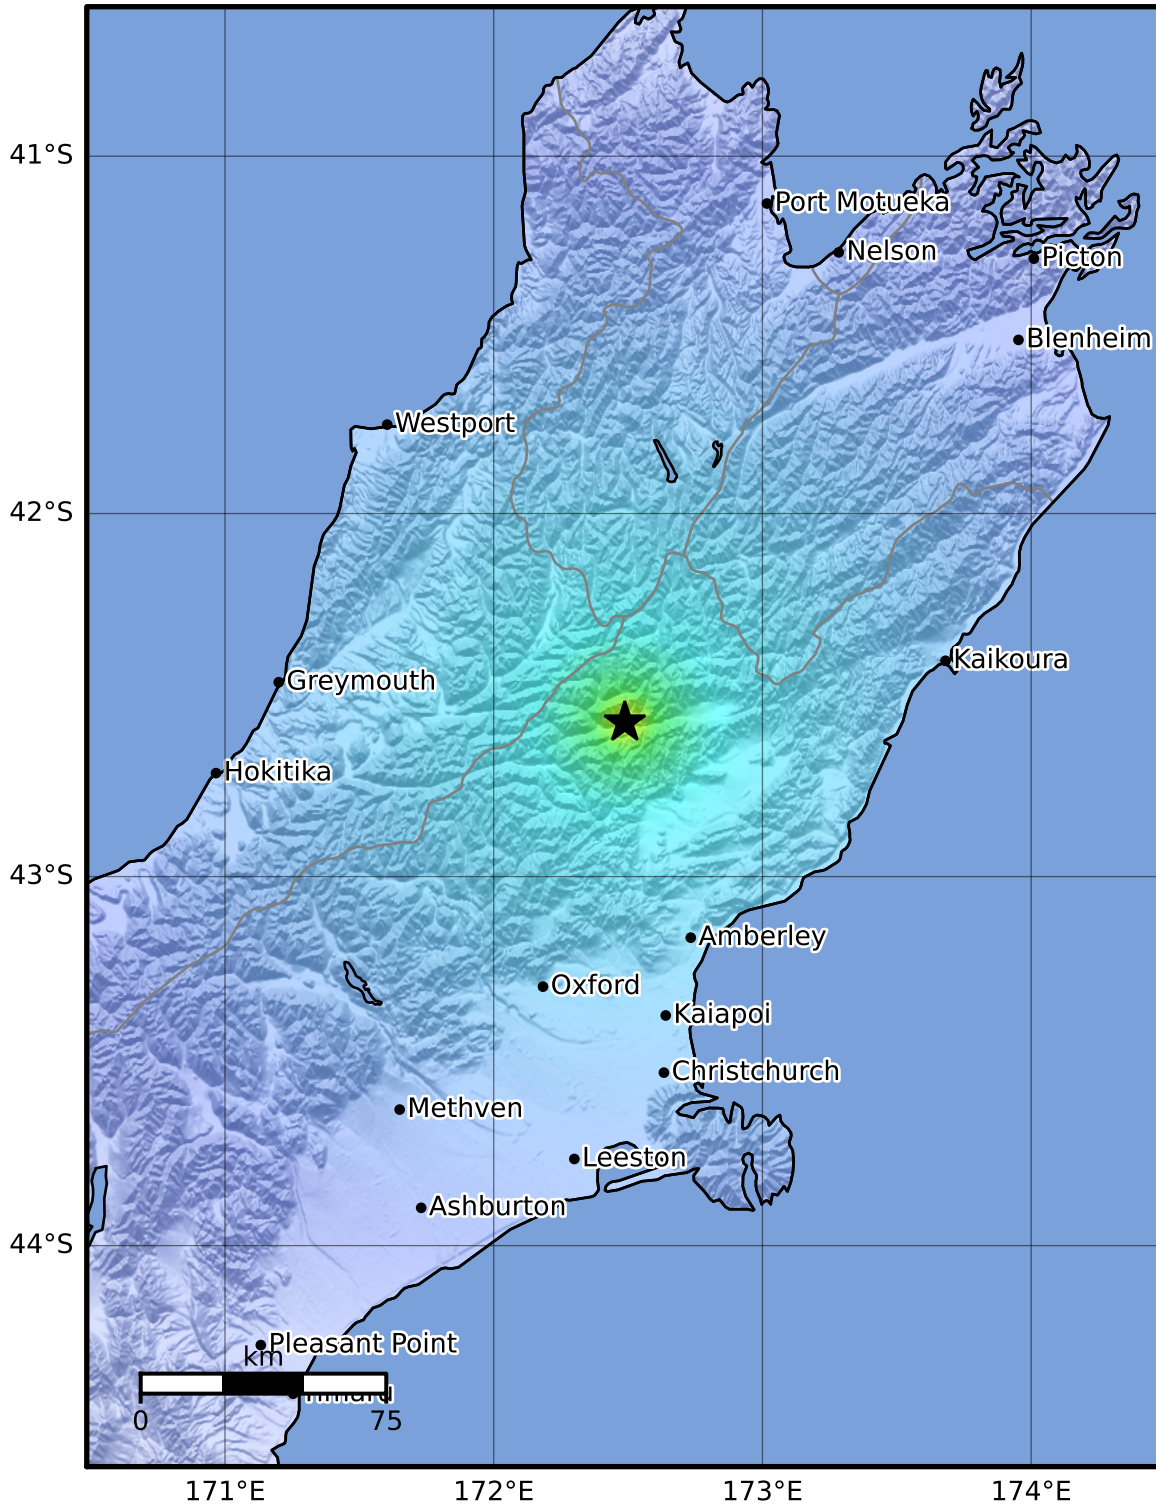 41°S
Port Motueka
Nelson
Picton
Blenheim
Westport
42°S
Kaikoura
Greymouth
Hokitika
43°S
Amberley
Oxford
Kaiapoi
Christchurch
Methven
Leeston
Ashburton
44°S
Pleasant Point
km
0
75
171°E
172°E
173°E
174°E